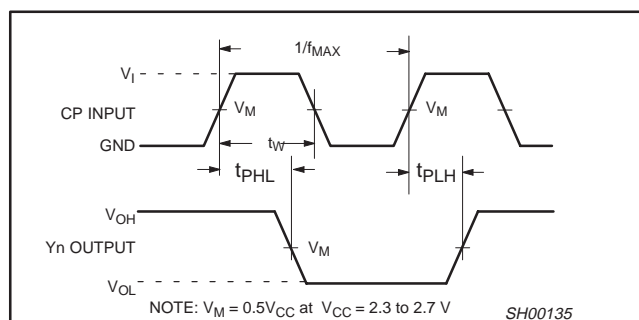 1/fMAX
VI
CP INPUT
VM
VM
GND
tW
tPHL
tPLH
VOH
Yn OUTPUT
VM
VOL
NOTE: VM = 0.5VCC at VCC = 2.3 to 2.7 V
SH00135